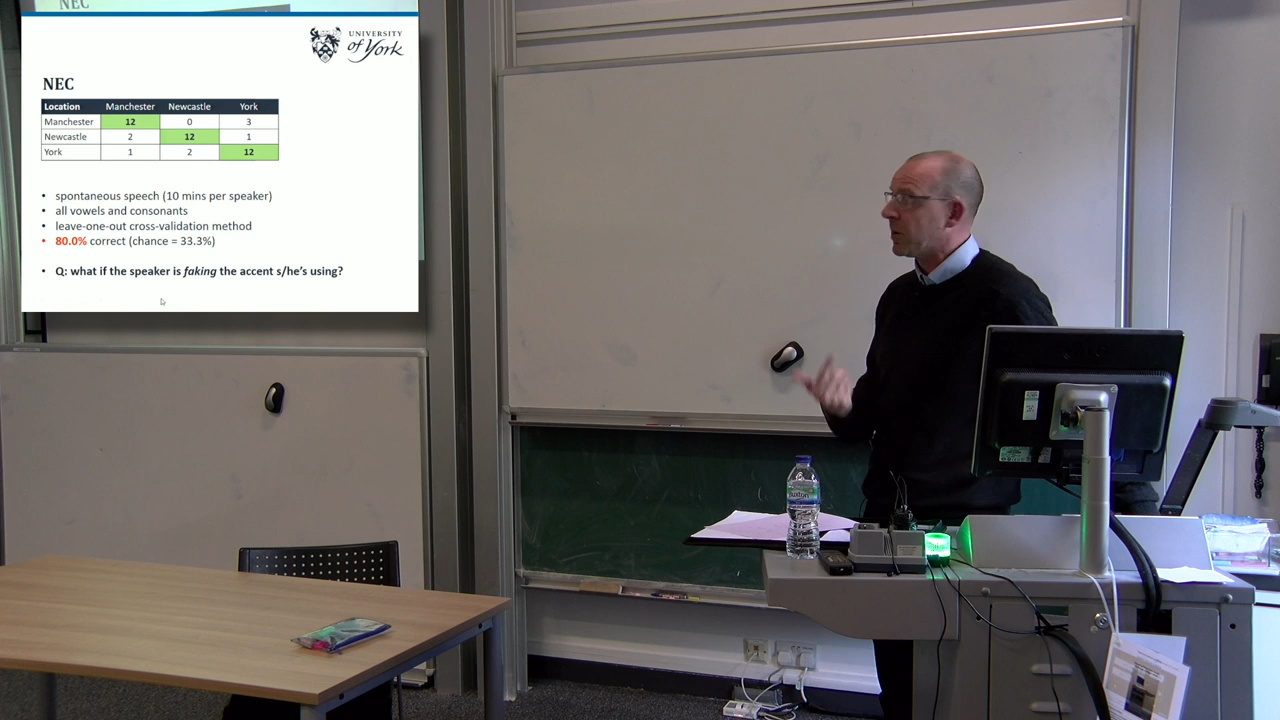 NEC
UNIVERSITY
of York
NEC
Location Manchester Newcastle York
Manchester 12 0 3
Newcastle 2 12 1
York 1 2 12
• spontaneous speech (10 mins per speaker)
• all vowels and consonants
• leave-one-out cross-validation method
• 80.0% correct (chance = 33.3%)
• Q: what if the speaker is faking the accent s/he's using?
Buxton